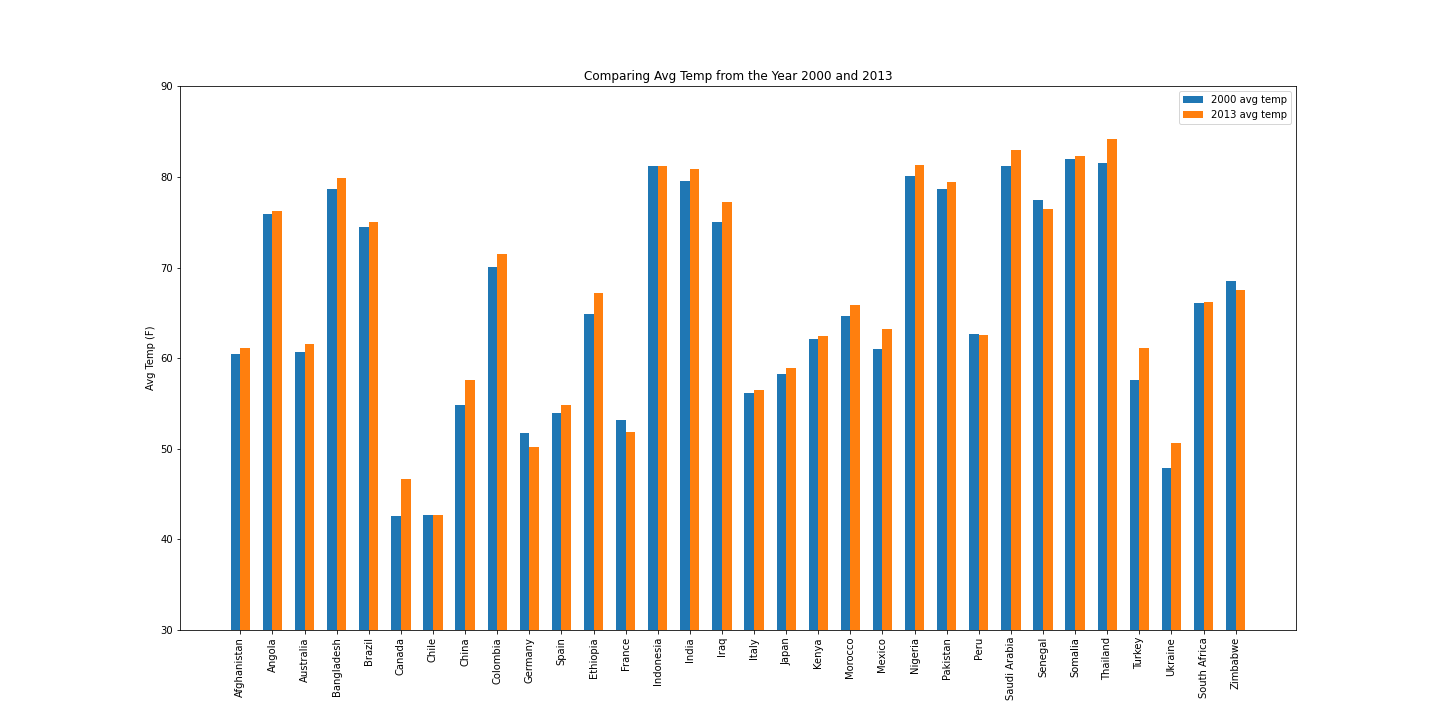 Comparing Avg Temp from the Year 2000 and 2013
2000 avg temp
2013 avg temp
Avg Temp (F)
90
80
70
60
50
40
30
Afghanistan
Angola
Australia
Bangladesh
Brazil
Canada
Chile
China
Colombia
Germany
Spain
Ethiopia
France
Indonesia
India
Iraq
Italy
Japan
Kenya
Morocco
Mexico
Nigeria
Pakistan
Peru
Saudi Arabia
Senegal
Somalia
Thailand
Turkey
Ukraine
South Africa
Zimbabwe